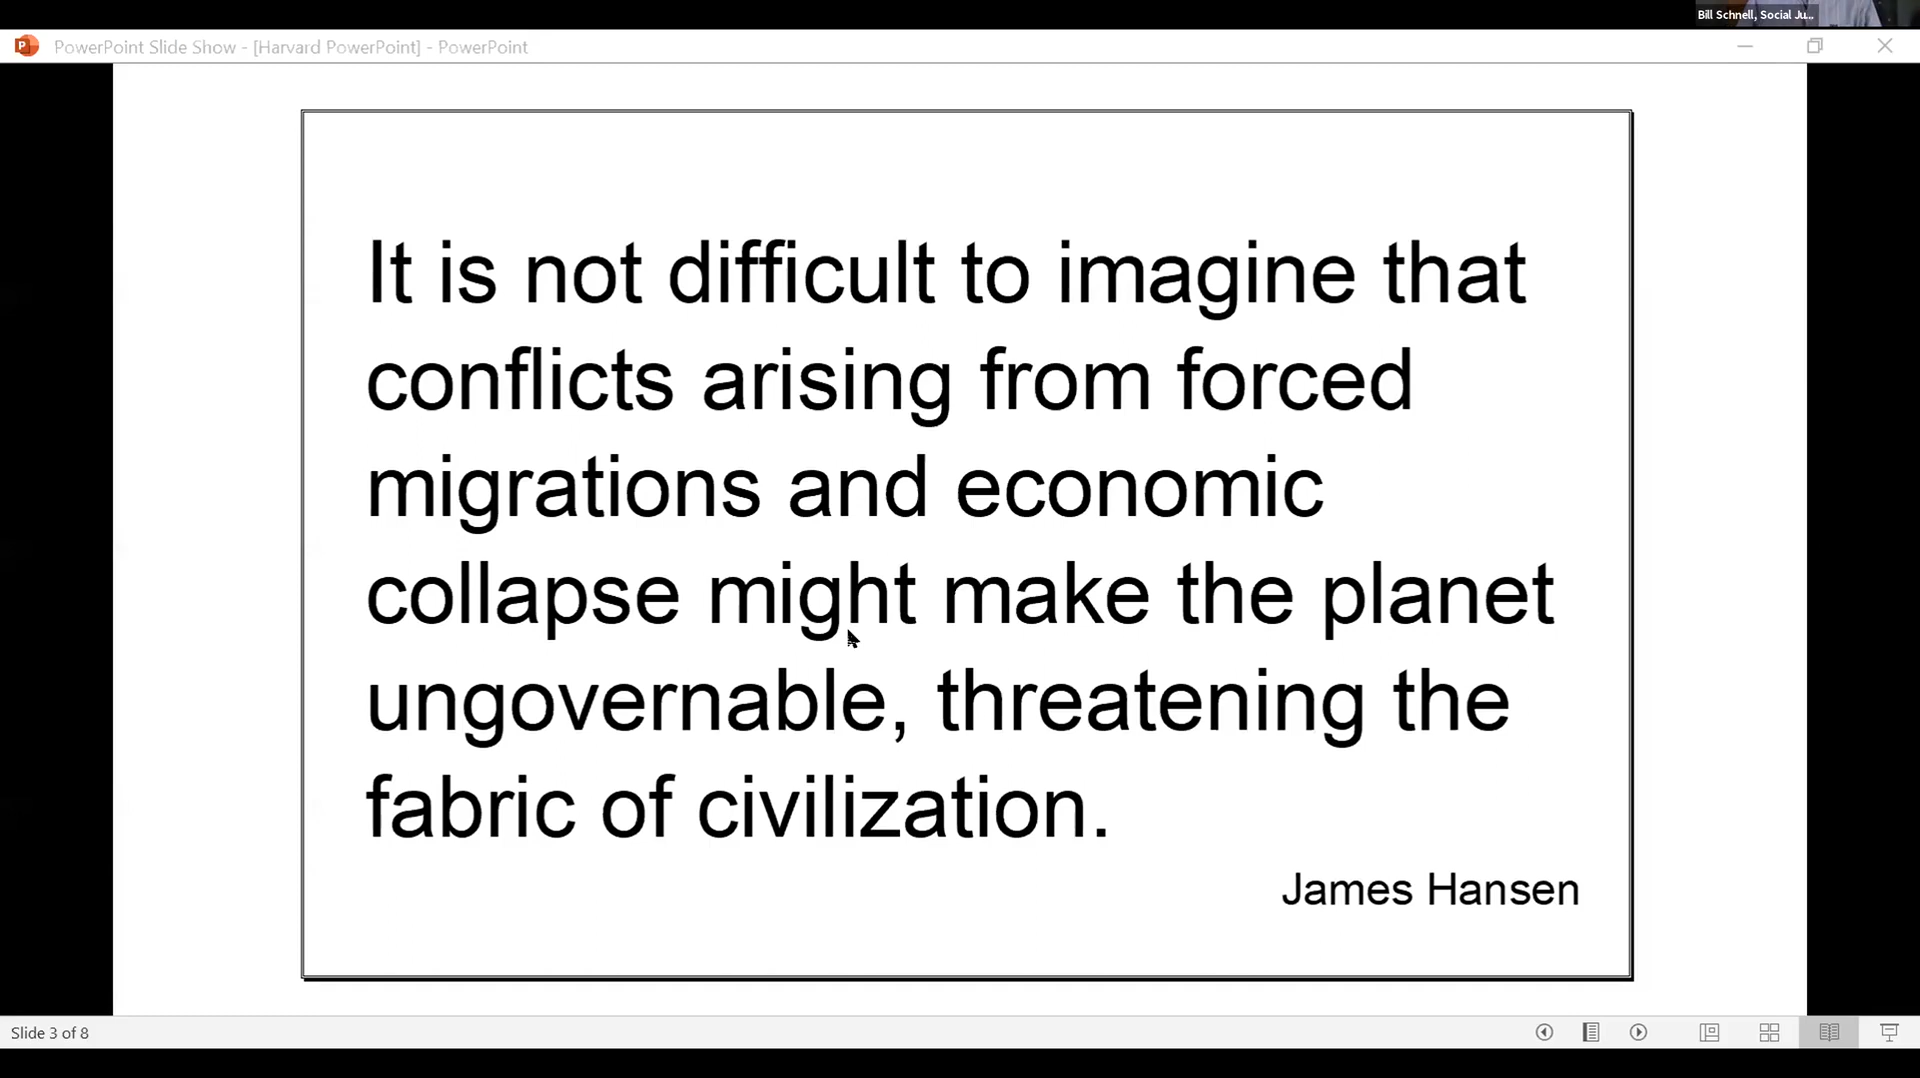 Bill Schnell, Social Ju...
PowerPoint Slide Show - [Harvard PowerPoint] - PowerPoint
It is not difficult to imagine that
conflicts arising from forced
migrations and economic
collapse might make the planet
ungovernable, threatening the
fabric of civilization.
James Hansen
Slide 3 of 8